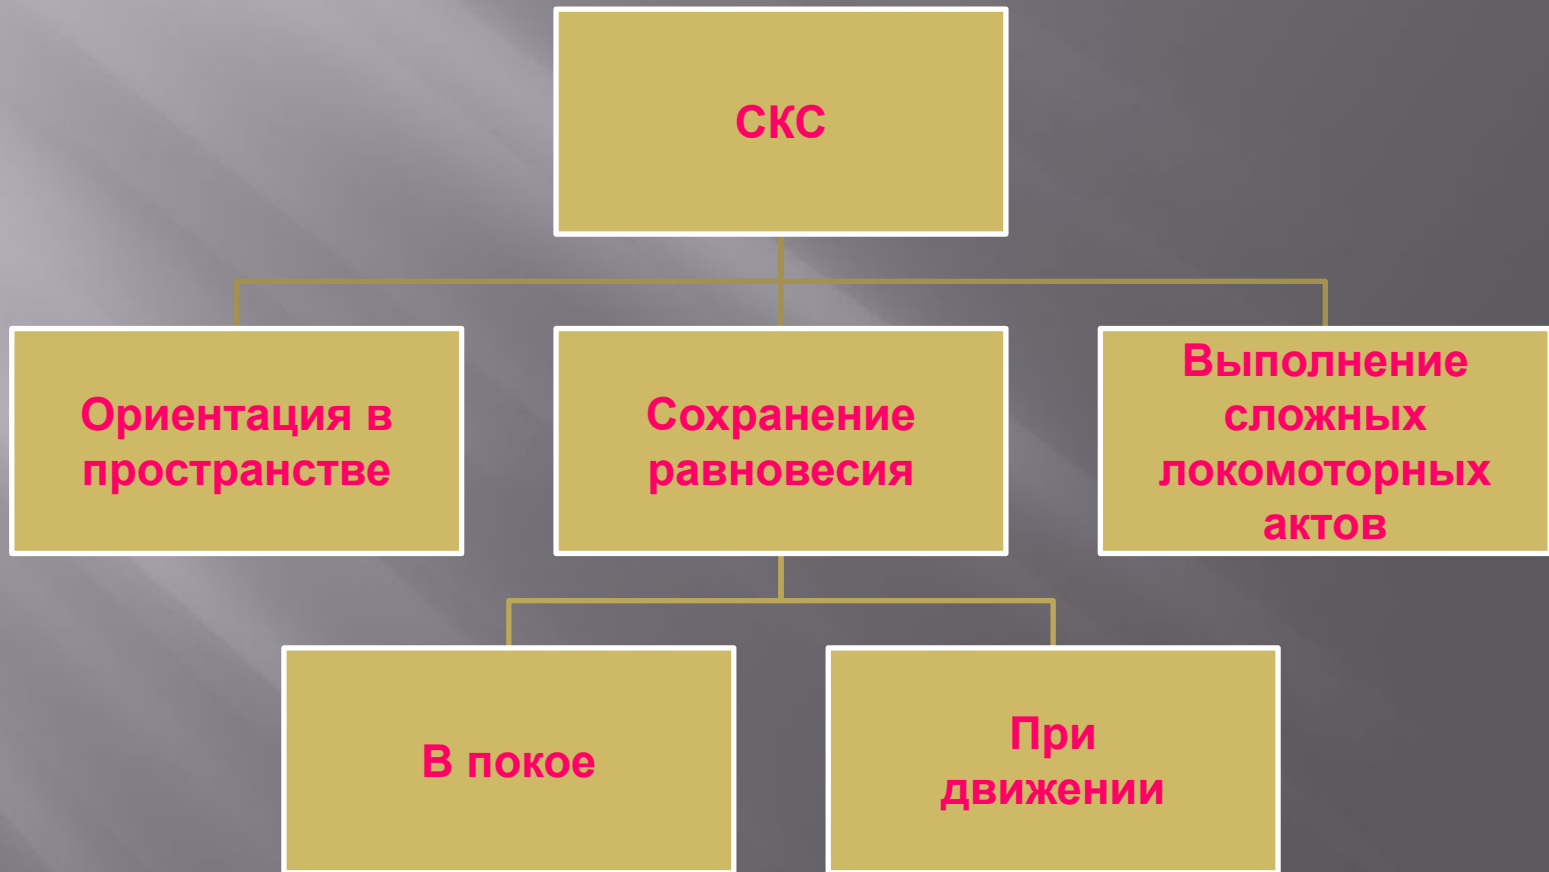 СКС
Ориентация в
пространстве
Сохранение
равновесия
Выполнение
сложных
локомоторных
актов
В покое
При
движении